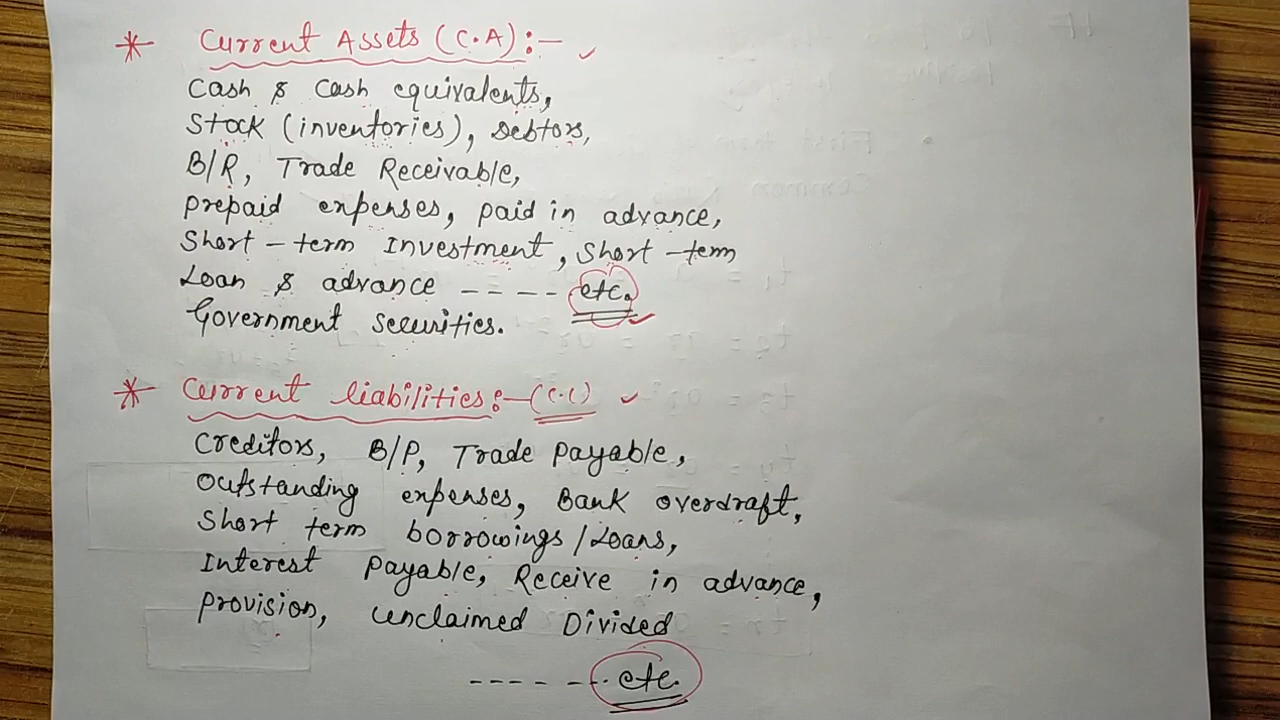 * Current Assets (C.A):-
Cash & Cash equivalents,
Stock (inventories), Debtors,
B/R, Trade Receivable,
prepaid expenses, paid in advance,
Short-term Investment, Short-term
Loan & advance ---- etc.
Government securities.
* Current liabilities:-(C.L)
Creditors, B/P, Trade payable,
Outstanding expenses, Bank overdraft,
Short term borrowings/Loans,
Interest payable, Receive in advance,
provision, unclaimed Divided
------ etc.